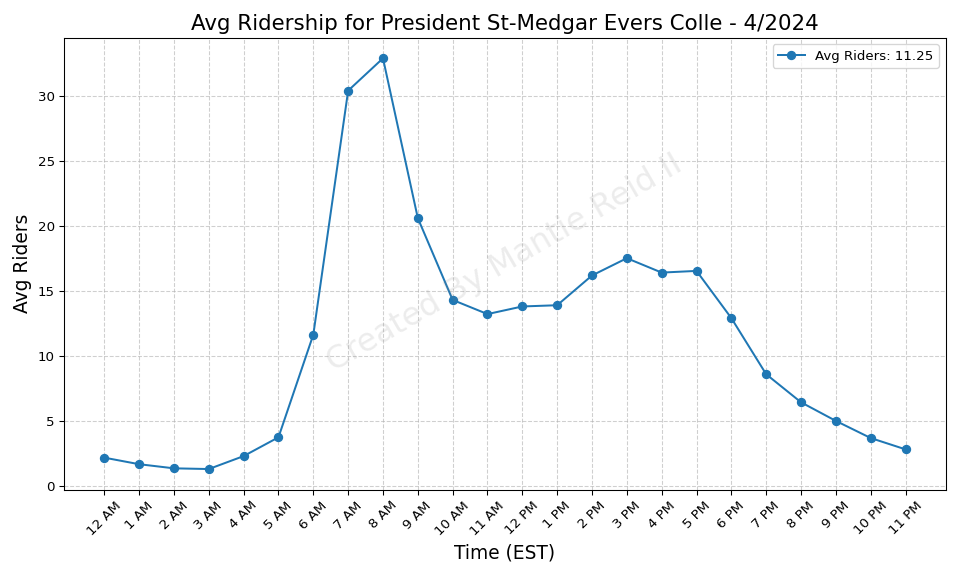 Avg Ridership for President St-Medgar Evers Colle - 4/2024
Avg Riders: 11.25
Avg Riders
30
25
20
15
10
5
0
Created By Mantie Reid II
12 AM
1 AM
2 AM
3 AM
4 AM
5 AM
6 AM
7 AM
8 AM
9 AM
10 AM
11 AM
12 PM
1 PM
2 PM
3 PM
4 PM
5 PM
6 PM
7 PM
8 PM
9 PM
10 PM
11 PM
Time (EST)